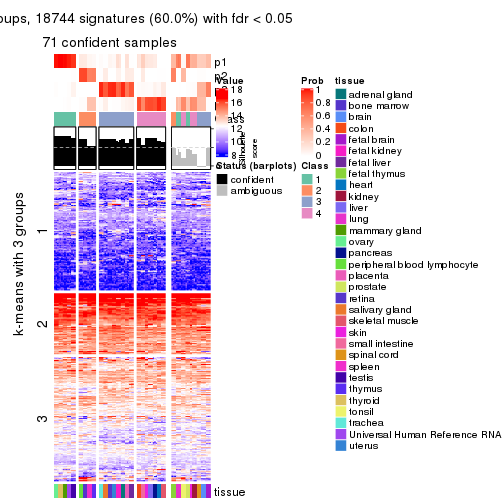 oups, 18744 signatures (60.0%) with fdr < 0.05
71 confident samples
p1
p2
Value
18
16
14
12
10
8
Prob
1
0.8
0.6
0.4
0.2
0
Status (barplots)
confident
ambiguous
Class
1
2
3
4
tissue
adrenal gland
bone marrow
brain
colon
fetal brain
fetal kidney
fetal liver
fetal thymus
heart
kidney
liver
lung
mammary gland
ovary
pancreas
peripheral blood lymphocyte
placenta
prostate
retina
salivary gland
skeletal muscle
skin
small intestine
spinal cord
spleen
testis
thymus
thyroid
tonsil
trachea
Universal Human Reference RNA
uterus
k-means with 3 groups
1
2
3
tissue